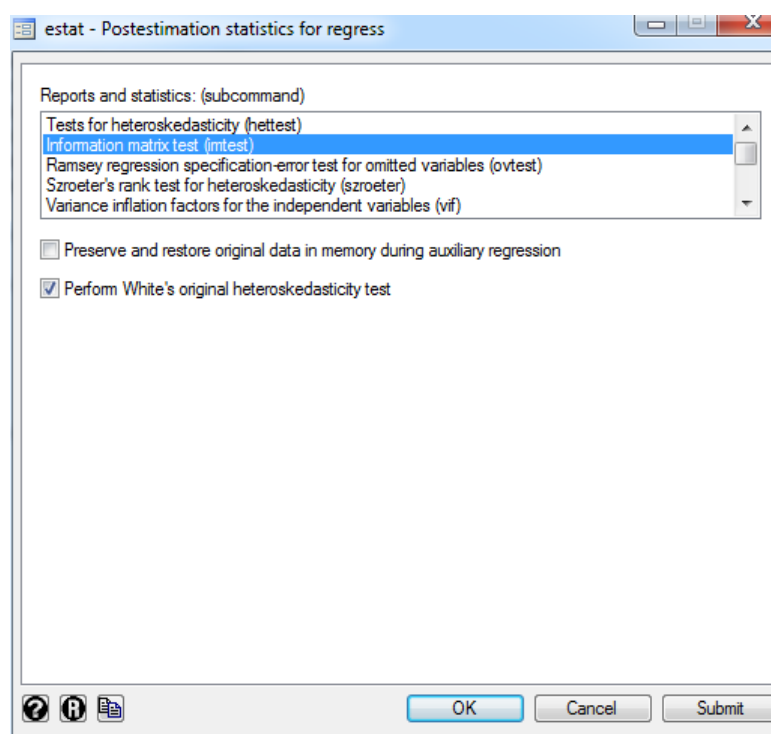 estat - Postestimation statistics for regress
Reports and statistics: (subcommand)
Tests for heteroskedasticity (hettest)
Information matrix test (imtest)
Ramsey regression specification-error test for omitted variables (ovtest)
Szroeter's rank test for heteroskedasticity (szroeter)
Variance inflation factors for the independent variables (vif)
Preserve and restore original data in memory during auxiliary regression
Perform White's original heteroskedasticity test
? R OK Cancel Submit